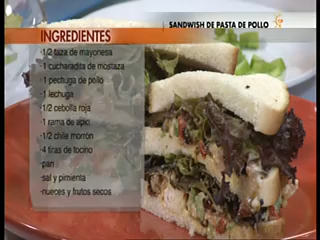 SANDWISH DE PASTA DE POLLO
INGREDIENTES
-1/2 taza de mayonesa
-1 cucharadita de mostaza
-1 pechuga de pollo
-1 lechuga
-1/2 cebolla roja
-1 rama de apio
-1/2 chile morrón
-4 tiras de tocino
-pan
-sal y pimienta
-nueces y frutos secos